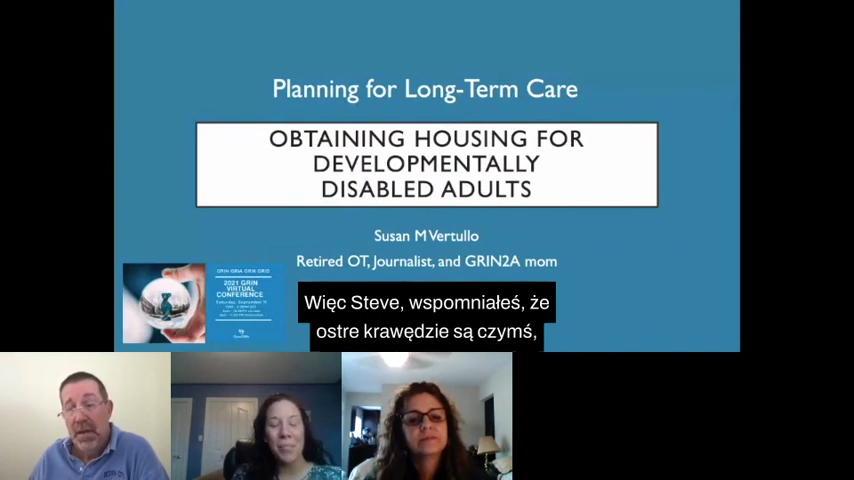 Planning for Long-Term Care
OBTAINING HOUSING FOR
DEVELOPMENTALLY
DISABLED ADULTS
Susan M Vertullo
Retired OT, Journalist, and GRIN2A mom
2021 GRIN
VIRTUAL
CONFERENCE
Więc Steve, wspomniałeś, że
ostre krawędzie są czymś,